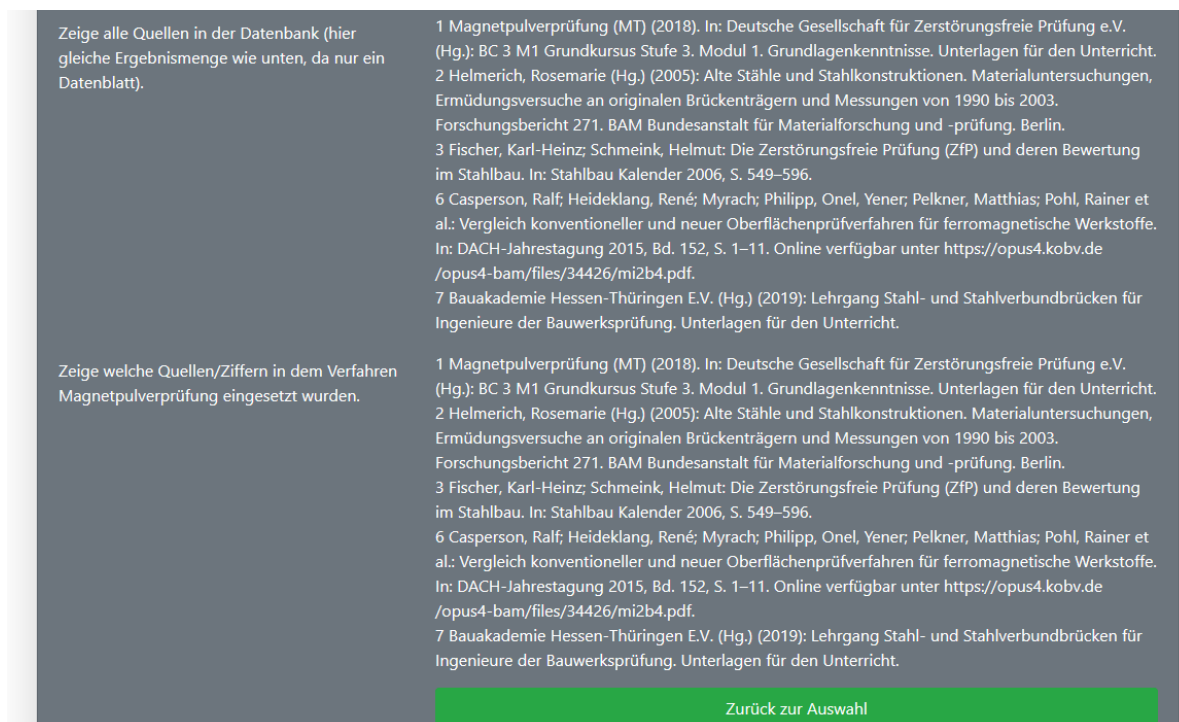 Zeige alle Quellen in der Datenbank (hier
gleiche Ergebnismenge wie unten, da nur ein
Datenblatt).
1 Magnetpulverprüfung (MT) (2018). In: Deutsche Gesellschaft für Zerstörungsfreie Prüfung e.V.
(Hg.): BC 3 M1 Grundkursus Stufe 3. Modul 1. Grundlagenkenntnisse. Unterlagen für den Unterricht.
2 Helmerich, Rosemarie (Hg.) (2005): Alte Stähle und Stahlkonstruktionen. Materialuntersuchungen,
Ermüdungsversuche an originalen Brückenträgern und Messungen von 1990 bis 2003.
Forschungsbericht 271. BAM Bundesanstalt für Materialforschung und -prüfung. Berlin.
3 Fischer, Karl-Heinz; Schmeink, Helmut: Die Zerstörungsfreie Prüfung (ZfP) und deren Bewertung
im Stahlbau. In: Stahlbau Kalender 2006, S. 549–596.
6 Casperson, Ralf; Heideklang, René; Myrach; Philipp, Onel, Yener; Pelkner, Matthias; Pohl, Rainer et
al.: Vergleich konventioneller und neuer Oberflächenprüfverfahren für ferromagnetische Werkstoffe.
In: DACH-Jahrestagung 2015, Bd. 152, S. 1–11. Online verfügbar unter https://opus4.kobv.de
/opus4-bam/files/34426/mi2b4.pdf.
7 Bauakademie Hessen-Thüringen E.V. (Hg.) (2019): Lehrgang Stahl- und Stahlverbundbrücken für
Ingenieure der Bauwerksprüfung. Unterlagen für den Unterricht.
Zeige welche Quellen/Ziffern in dem Verfahren
Magnetpulverprüfung eingesetzt wurden.
1 Magnetpulverprüfung (MT) (2018). In: Deutsche Gesellschaft für Zerstörungsfreie Prüfung e.V.
(Hg.): BC 3 M1 Grundkursus Stufe 3. Modul 1. Grundlagenkenntnisse. Unterlagen für den Unterricht.
2 Helmerich, Rosemarie (Hg.) (2005): Alte Stähle und Stahlkonstruktionen. Materialuntersuchungen,
Ermüdungsversuche an originalen Brückenträgern und Messungen von 1990 bis 2003.
Forschungsbericht 271. BAM Bundesanstalt für Materialforschung und -prüfung. Berlin.
3 Fischer, Karl-Heinz; Schmeink, Helmut: Die Zerstörungsfreie Prüfung (ZfP) und deren Bewertung
im Stahlbau. In: Stahlbau Kalender 2006, S. 549–596.
6 Casperson, Ralf; Heideklang, René; Myrach; Philipp, Onel, Yener; Pelkner, Matthias; Pohl, Rainer et
al.: Vergleich konventioneller und neuer Oberflächenprüfverfahren für ferromagnetische Werkstoffe.
In: DACH-Jahrestagung 2015, Bd. 152, S. 1–11. Online verfügbar unter https://opus4.kobv.de
/opus4-bam/files/34426/mi2b4.pdf.
7 Bauakademie Hessen-Thüringen E.V. (Hg.) (2019): Lehrgang Stahl- und Stahlverbundbrücken für
Ingenieure der Bauwerksprüfung. Unterlagen für den Unterricht.
Zurück zur Auswahl